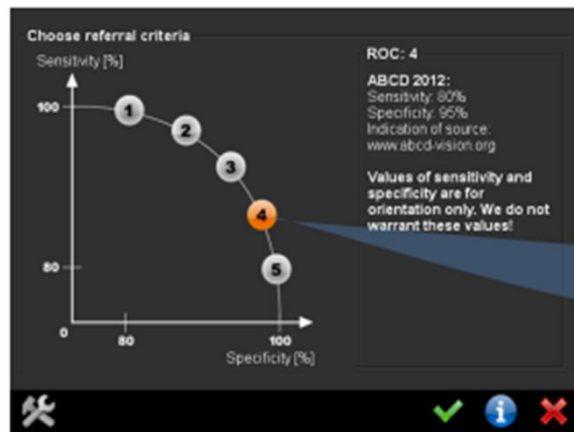 Choose referral criteria
Sensitivity [%]
100
1
2
3
4
5
80
0
80
100
Specificity [%]
ROC: 4
ABCD 2012:
Sensitivity: 80%
Specificity: 95%
Indication of source:
www.abcd-vision.org
Values of sensitivity and
specificity are for
orientation only. We do not
warrant these values!